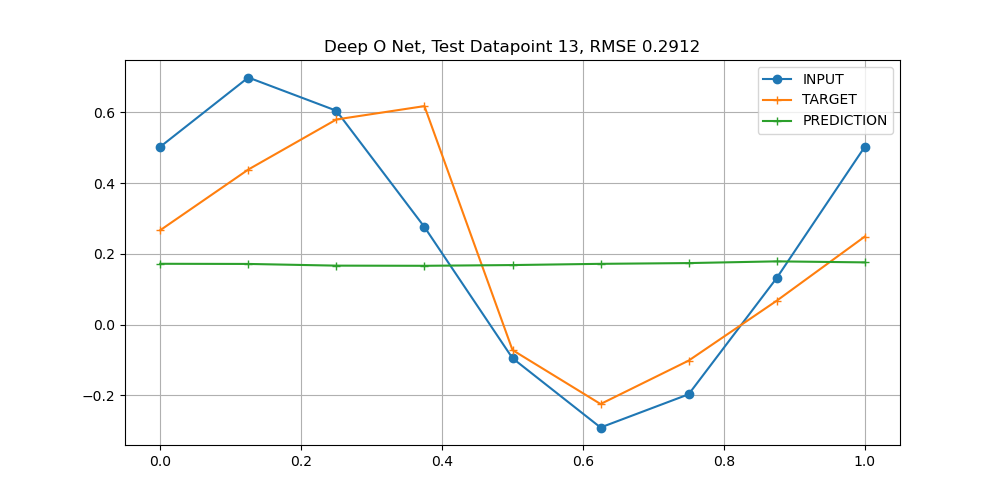 Deep O Net, Test Datapoint 13, RMSE 0.2912
INPUT
TARGET
PREDICTION
0.6
0.4
0.2
0.0
−0.2
0.0 0.2 0.4 0.6 0.8 1.0